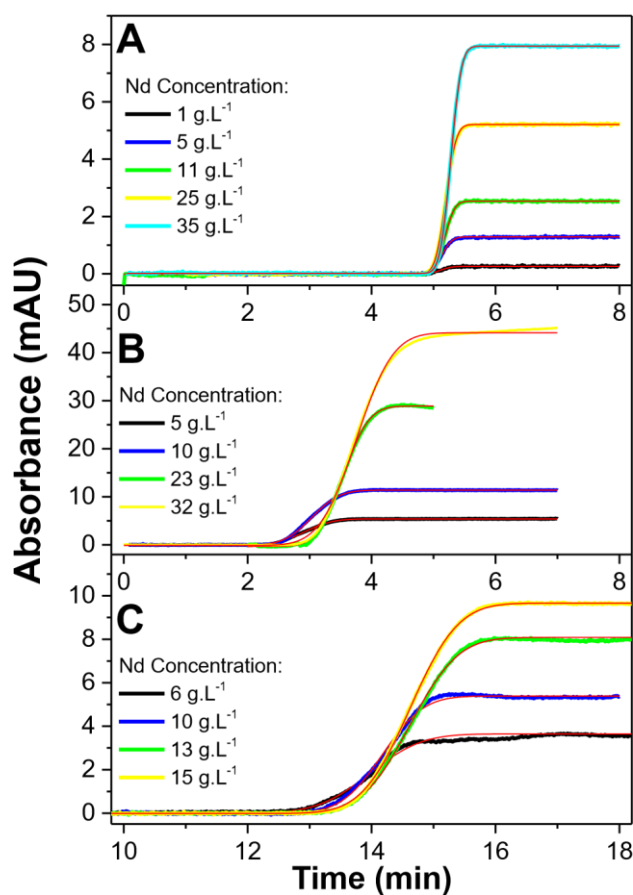 Absorbance (mAU)
A
Nd Concentration:
1 g.L⁻¹
5 g.L⁻¹
11 g.L⁻¹
25 g.L⁻¹
35 g.L⁻¹
8
6
4
2
0
0 2 4 6 8
B
Nd Concentration:
5 g.L⁻¹
10 g.L⁻¹
23 g.L⁻¹
32 g.L⁻¹
50
40
30
20
10
0
0 2 4 6 8
C
Nd Concentration:
6 g.L⁻¹
10 g.L⁻¹
13 g.L⁻¹
15 g.L⁻¹
10
8
6
4
2
0
10 12 14 16 18
Time (min)